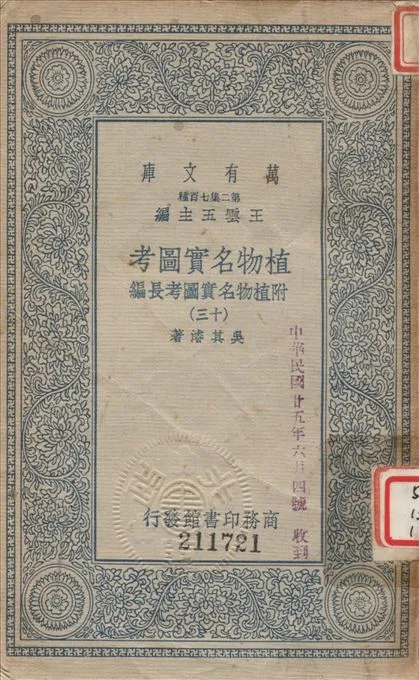 萬有文庫
第二集七百種
王雲五主編
植物名實圖考
附植物名實圖考長編
(十三)
吳其濬著
中華民國廿五年六月四號 收到
商務印書館發行
211721